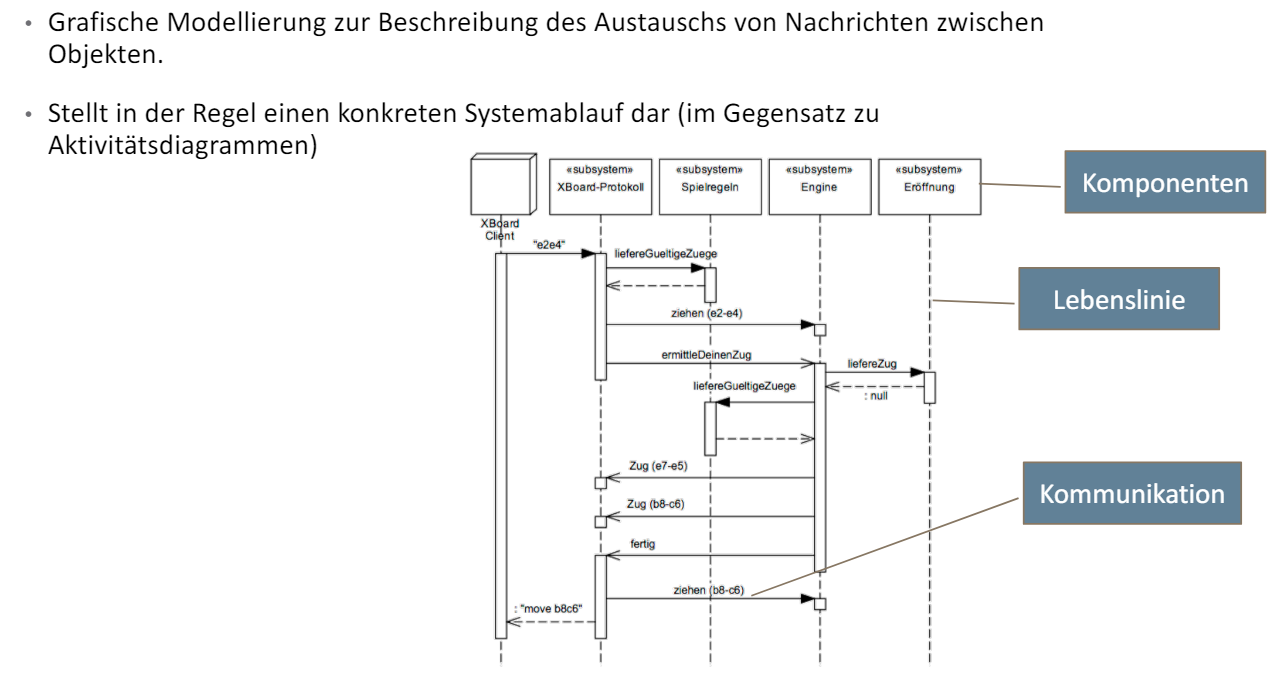 • Grafische Modellierung zur Beschreibung des Austauschs von Nachrichten zwischen
Objekten.
• Stellt in der Regel einen konkreten Systemablauf dar (im Gegensatz zu
Aktivitätsdiagrammen)
«subsystem»
XBoard-Protokoll
«subsystem»
Spielregeln
«subsystem»
Engine
«subsystem»
Eröffnung
Komponenten
XBoard
Client
"e2e4"
liefereGueltigeZuege
Lebenslinie
ziehen (e2-e4)
ermittleDeinenZug
liefereZug
liefereGueltigeZuege
: null
Zug (e7-e5)
Kommunikation
Zug (b8-c6)
fertig
ziehen (b8-c6)
: "move b8c6"